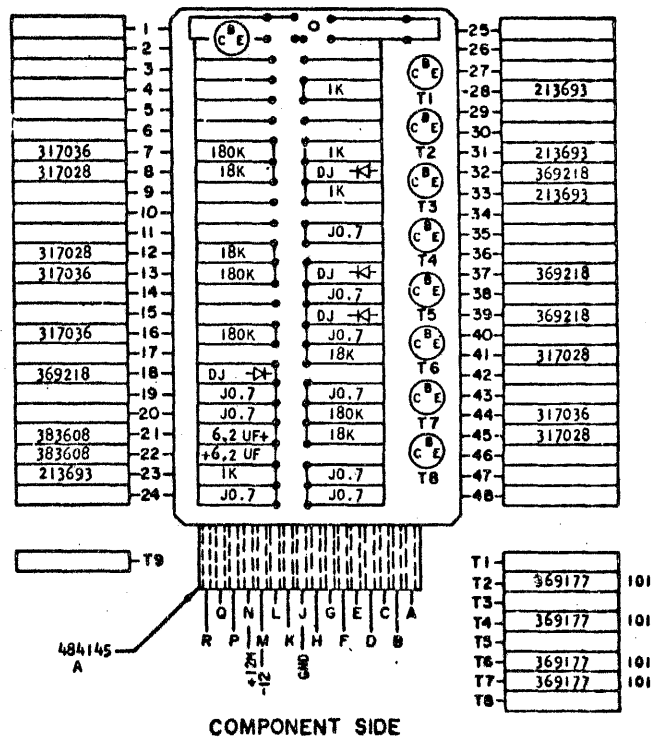 1 B C E 25
2 26
3 B C E 27
4 1K T1 28 213693
5 29
6 B C E 30
317036 7 180K 1K T2 31 213693
317028 8 18K DJ B C E 32 369218
9 1K T3 33 213693
10 34
11 J0.7 B C E 35
317028 12 18K T4 36
317036 13 180K DJ 37 369218
14 J0.7 B C E 38
15 DJ T5 39 369218
317036 16 180K J0.7 B C E 40
17 18K T6 41 317028
369218 18 DJ 42
19 J0.7 J0.7 B C E 43
20 J0.7 180K T7 44 317036
383608 21 6.2 UF+ 18K 45 317028
383608 22 +6.2 UF B C E 46
213693 23 1K J0.7 T8 47
24 J0.7 J0.7 48
T9
Q N L J G E C A
R P M K H F D B
+12M
-12
GND
484145
A
T1
T2 369177 101
T3
T4 369177 101
T5
T6 369177 101
T7 369177 101
T8
COMPONENT SIDE